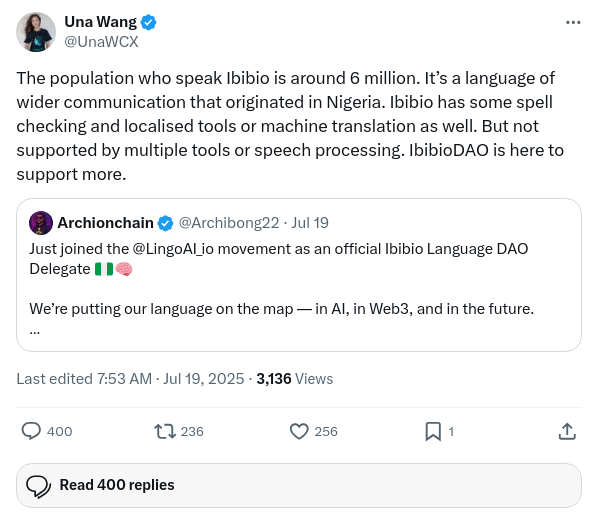 Una Wang
@UnaWCX
The population who speak Ibibio is around 6 million. It’s a language of
wider communication that originated in Nigeria. Ibibio has some spell
checking and localised tools or machine translation as well. But not
supported by multiple tools or speech processing. IbibioDAO is here to
support more.
Archionchain @Archibong22 · Jul 19
Just joined the @LingoAI_io movement as an official Ibibio Language DAO
Delegate 🇳🇬🧠
We’re putting our language on the map — in AI, in Web3, and in the future.
...
Last edited 7:53 AM · Jul 19, 2025 · 3,136 Views
400 236 256 1
Read 400 replies